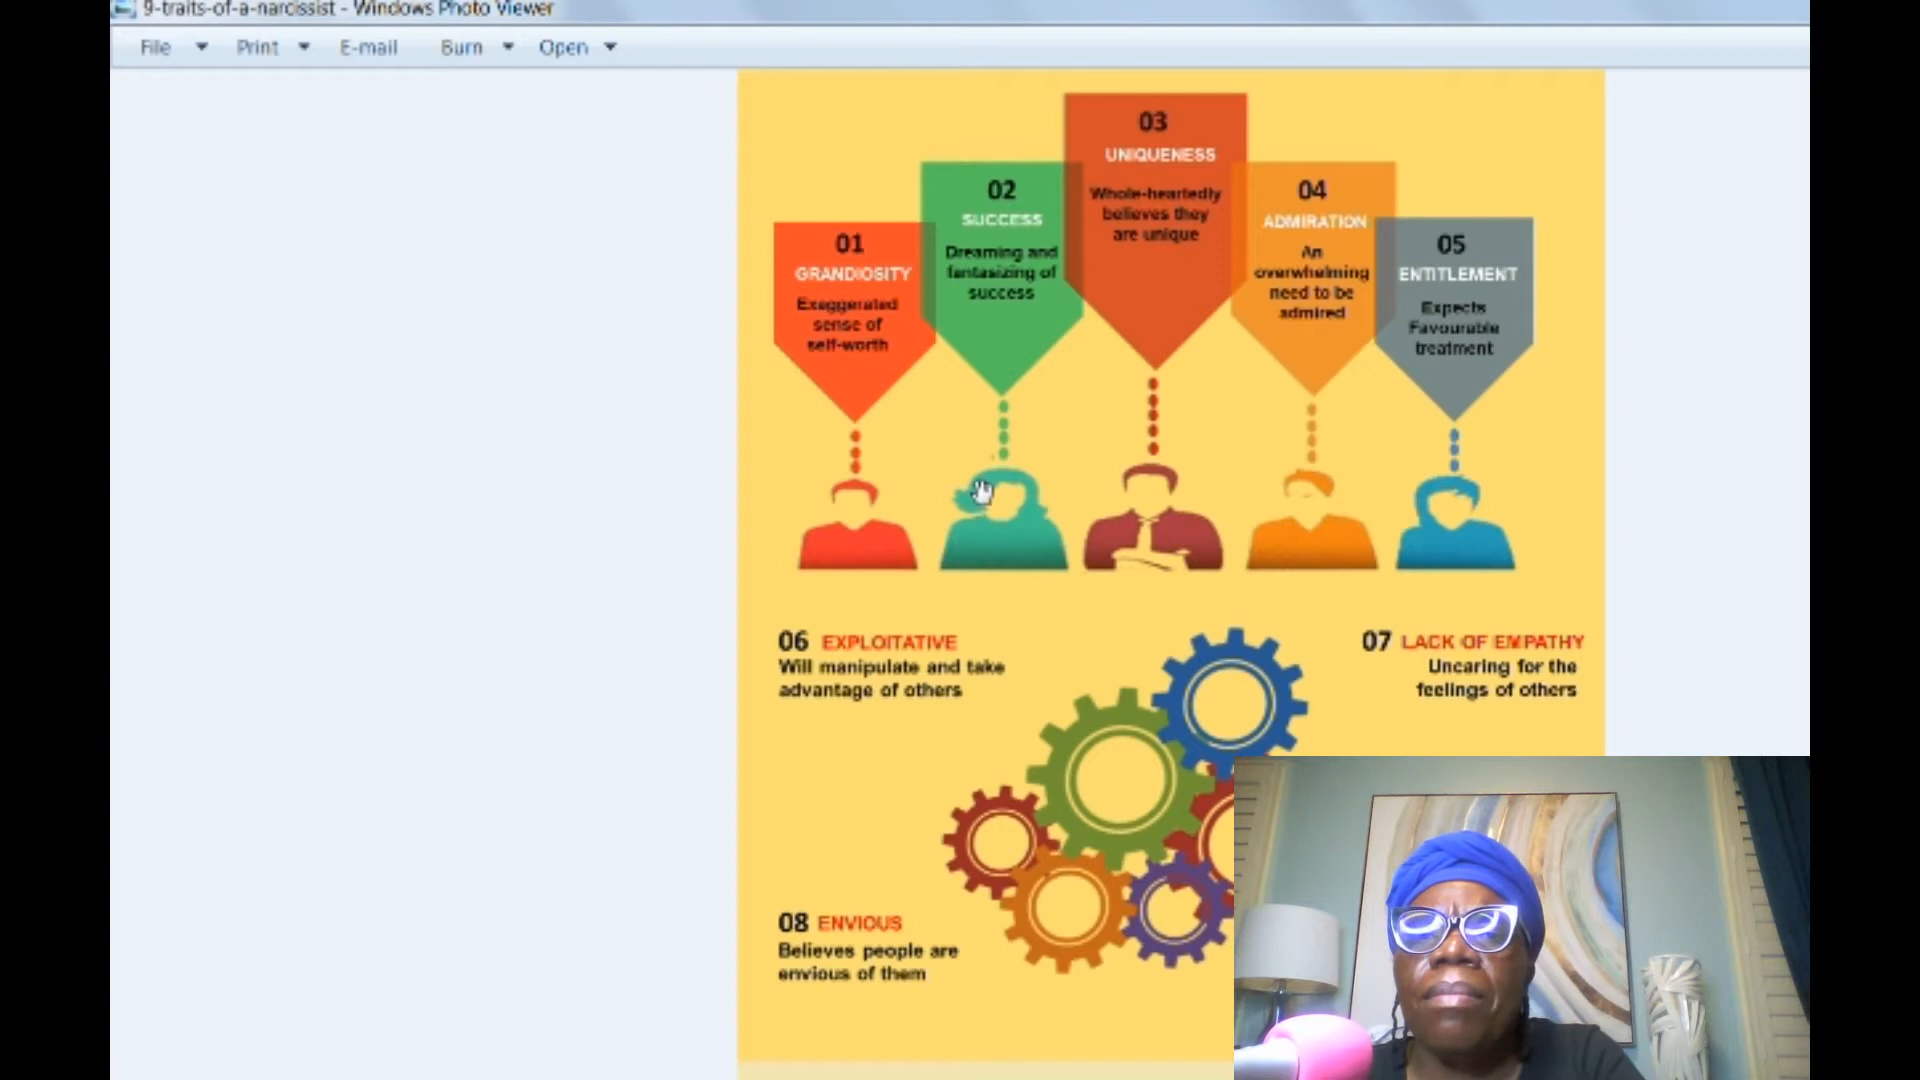 9-traits-of-a-narcissist - Windows Photo Viewer
File Print E-mail Burn Open
01
GRANDIOSITY
Exaggerated
sense of
self-worth
02
SUCCESS
Dreaming and
fantasizing of
success
03
UNIQUENESS
Whole-heartedly
believes they
are unique
04
ADMIRATION
An
overwhelming
need to be
admired
05
ENTITLEMENT
Expects
Favourable
treatment
06 EXPLOITATIVE
Will manipulate and take
advantage of others
07 LACK OF EMPATHY
Uncaring for the
feelings of others
08 ENVIOUS
Believes people are
envious of them